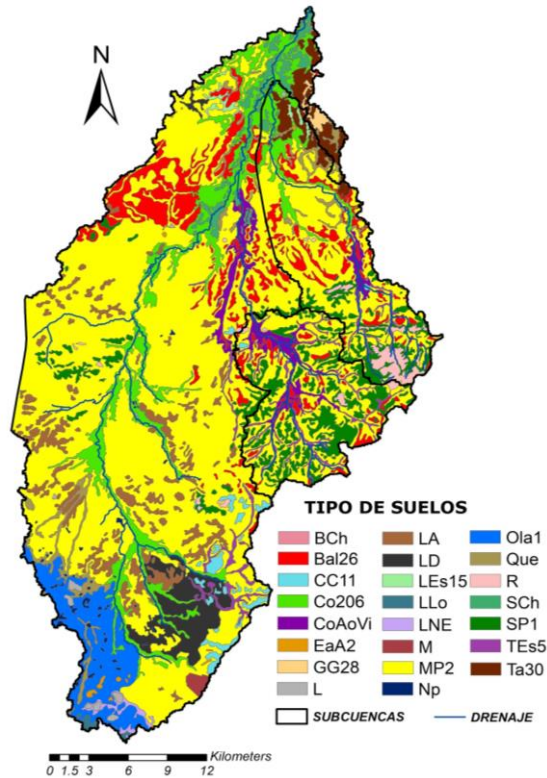 N
TIPO DE SUELOS
BCh LA Ola1
Bal26 LD Que
CC11 LEs15 R
Co206 LLo SCh
CoAoVi LNE SP1
EaA2 M TEs5
GG28 MP2 Ta30
L Np
SUBCUENCAS DRENAJE
Kilometers
0 1.5 3 6 9 12